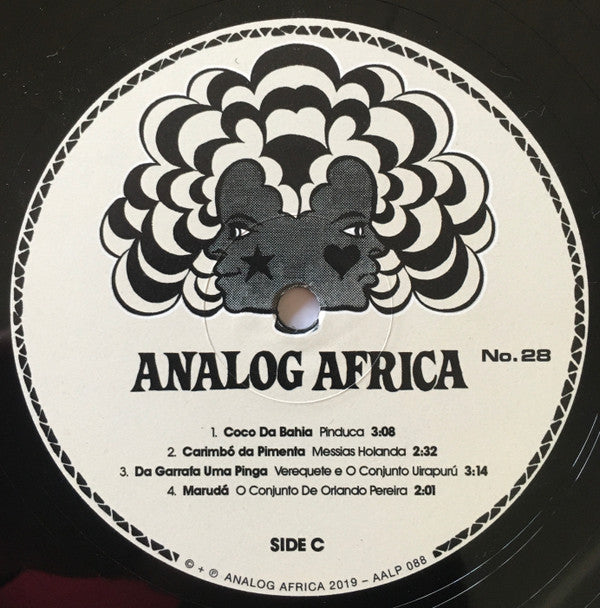 ANALOG AFRICA No. 28
1. Coco Da Bahia Pinduca 3:08
2. Carimbó da Pimenta Messias Holanda 2:32
3. Da Garrafa Uma Pinga Verequete e O Conjunto Uirapurú 3:14
4. Marudá O Conjunto De Orlando Pereira 2:01
SIDE C
© + ℗ ANALOG AFRICA 2019 – AALP 088